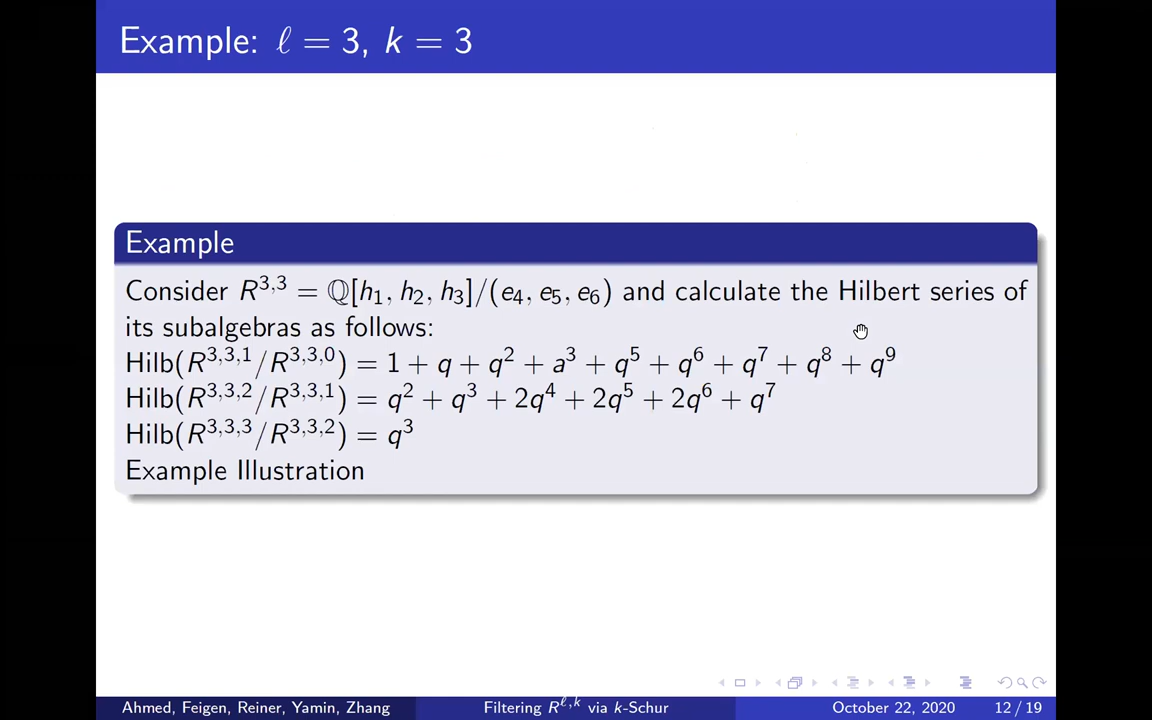 Example: ℓ = 3, k = 3
Example
Consider R^{3,3} = ℚ[h₁, h₂, h₃]/(e₄, e₅, e₆) and calculate the Hilbert series of
its subalgebras as follows:
Hilb(R^{3,3,1}/R^{3,3,0}) = 1 + q + q² + a³ + q⁵ + q⁶ + q⁷ + q⁸ + q⁹
Hilb(R^{3,3,2}/R^{3,3,1}) = q² + q³ + 2q⁴ + 2q⁵ + 2q⁶ + q⁷
Hilb(R^{3,3,3}/R^{3,3,2}) = q³
Example Illustration
Ahmed, Feigen, Reiner, Yamin, Zhang Filtering R^{ℓ,k} via k-Schur October 22, 2020 12 / 19